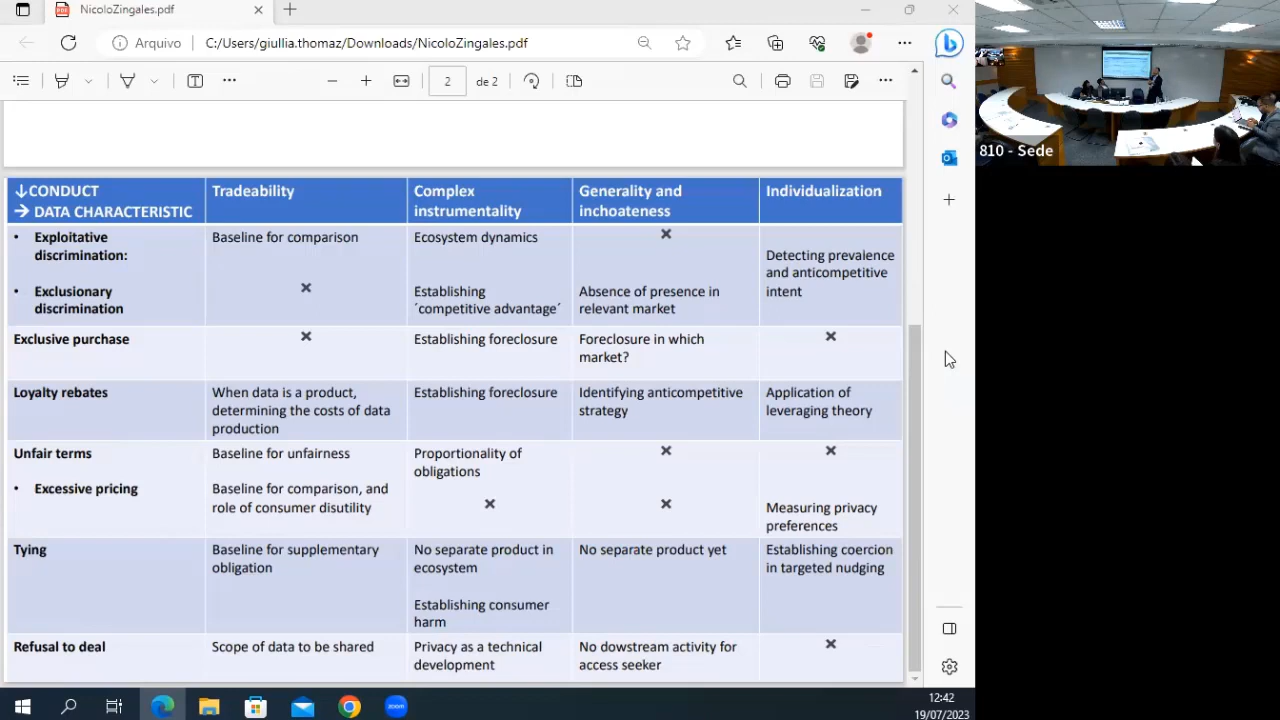 NicoloZingales.pdf
Arquivo
C:/Users/giullia.thomaz/Downloads/NicoloZingales.pdf
2
de 2
810 - Sede
↓CONDUCT
→ DATA CHARACTERISTIC
Tradeability
Complex
instrumentality
Generality and
inchoateness
Individualization
• Exploitative
discrimination:
Baseline for comparison
Ecosystem dynamics
×
Detecting prevalence
and anticompetitive
intent
• Exclusionary
discrimination
×
Establishing
´competitive advantage´
Absence of presence in
relevant market
Exclusive purchase
×
Establishing foreclosure
Foreclosure in which
market?
×
Loyalty rebates
When data is a product,
determining the costs of data
production
Establishing foreclosure
Identifying anticompetitive
strategy
Application of
leveraging theory
Unfair terms
Baseline for unfairness
Proportionality of
obligations
×
×
• Excessive pricing
Baseline for comparison, and
role of consumer disutility
×
×
Measuring privacy
preferences
Tying
Baseline for supplementary
obligation
No separate product in
ecosystem
Establishing consumer
harm
No separate product yet
Establishing coercion
in targeted nudging
Refusal to deal
Scope of data to be shared
Privacy as a technical
development
No dowstream activity for
access seeker
×
zoom
12:42
19/07/2023